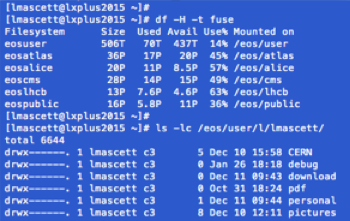 [lmascett@lxplus2015 ~]#
[lmascett@lxplus2015 ~]# df -H -t fuse
Filesystem Size Used Avail Use% Mounted on
eosuser 506T 70T 437T 14% /eos/user
eosatlas 36P 17P 20P 45% /eos/atlas
eosalice 20P 11P 8.5P 57% /eos/alice
eoscms 28P 14P 15P 49% /eos/cms
eoslhcb 13P 7.6P 4.6P 63% /eos/lhcb
eospublic 16P 5.8P 11P 36% /eos/public
[lmascett@lxplus2015 ~]#
[lmascett@lxplus2015 ~]# ls -lc /eos/user/l/lmascett/
total 6644
drwx------. 1 lmascett c3 5 Dec 10 15:58 CERN
drwx------. 1 lmascett c3 0 Jan 26 18:18 debug
drwx------. 1 lmascett c3 0 Dec 11 09:43 download
drwx------. 1 lmascett c3 0 Oct 31 18:24 pdf
drwx------. 1 lmascett c3 1 Dec 11 09:44 personal
drwx------. 1 lmascett c3 8 Dec 10 12:11 pictures